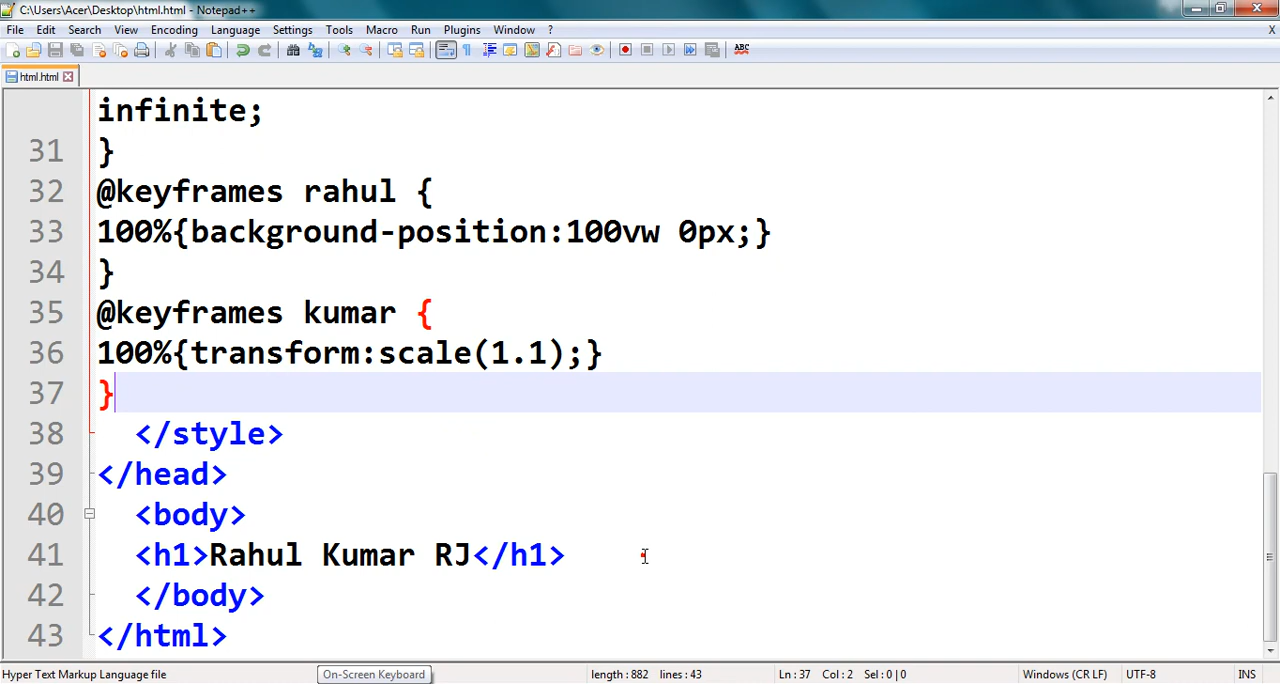 C:\Users\Acer\Desktop\html.html - Notepad++
File Edit Search View Encoding Language Settings Tools Macro Run Plugins Window ? X
ABC
html.html
infinite;
31 }
32 @keyframes rahul {
33 100%{background-position:100vw 0px;}
34 }
35 @keyframes kumar {
36 100%{transform:scale(1.1);}
37 }
38 </style>
39 </head>
40 <body>
41 <h1>Rahul Kumar RJ</h1>
42 </body>
43 </html>
Hyper Text Markup Language file On-Screen Keyboard length : 882 lines : 43 Ln : 37 Col : 2 Sel : 0 | 0 Windows (CR LF) UTF-8 INS